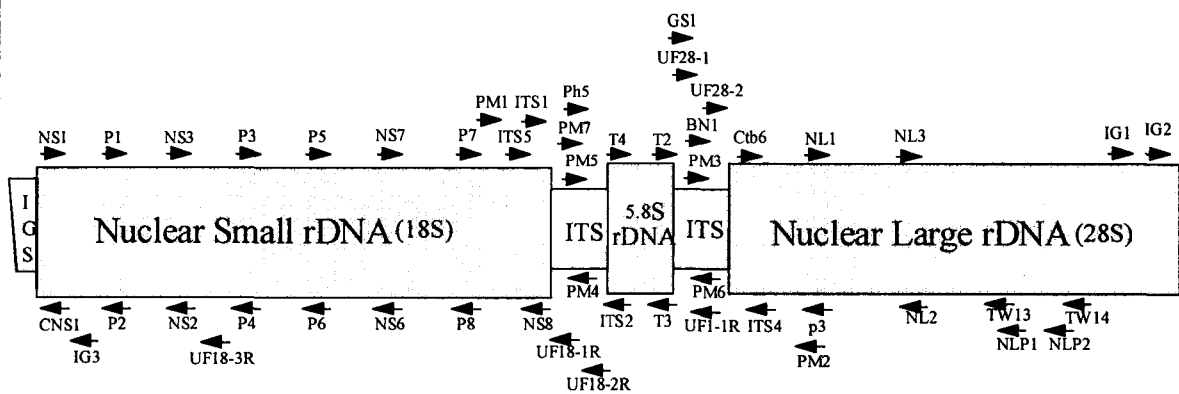 GS1
UF28-1
Ph5
UF28-2
PM1 ITS1
PM7
BN1
NS1 P1 NS3 P3 P5 NS7 P7 ITS5 T4 T2 Ctb6 NL1 NL3 IG1 IG2
PM5 PM3
IGS
Nuclear Small rDNA (18S)
ITS
5.8S
rDNA
ITS
Nuclear Large rDNA (28S)
PM4 PM6
CNS1 P2 NS2 P4 P6 NS6 P8 NS8 ITS2 T3 UF1-1R ITS4 p3 NL2 TW13 TW14
IG3 UF18-3R UF18-1R PM2 NLP1 NLP2
UF18-2R